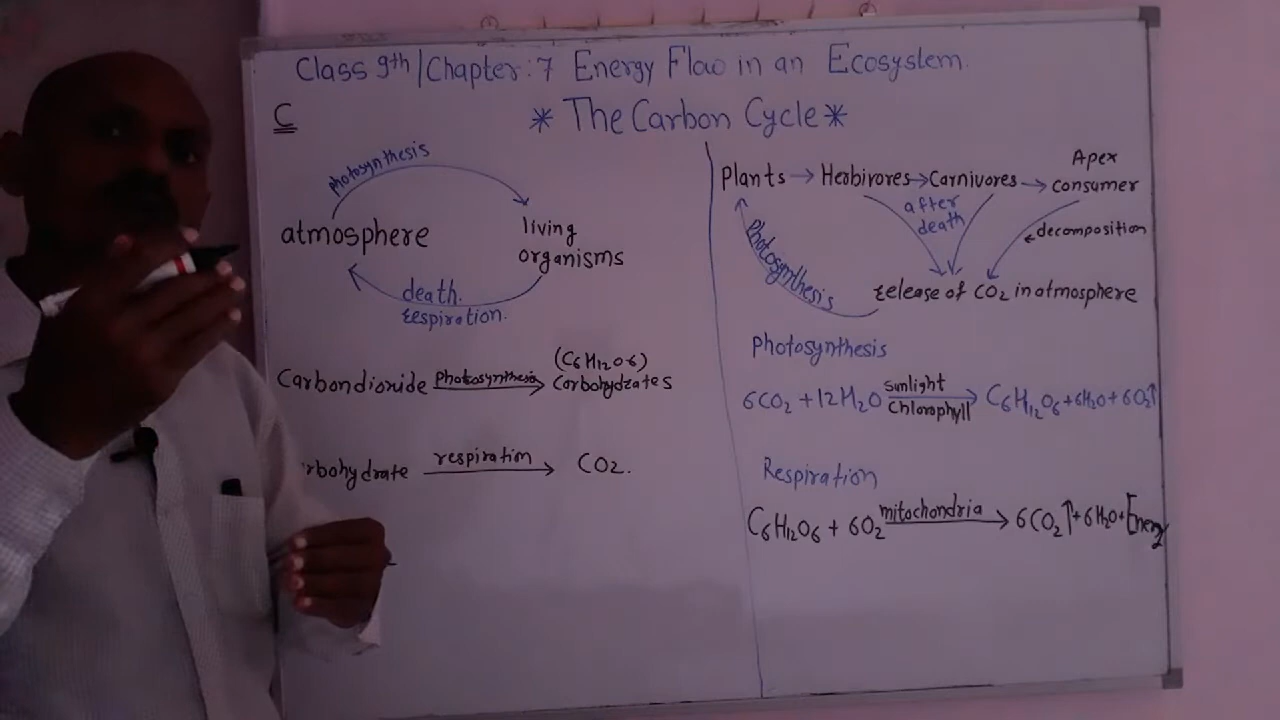 Class 9th | Chapter:7 Energy Flow in an Ecosystem
C
* The Carbon Cycle *
photosynthesis
atmosphere
living
organisms
death.
respiration.
(C6H12O6)
Carbondioxide Photosynthesis Carbohydrates
rbohydrate respiration CO2.
Apex
Plants → Herbivores → Carnivores → consumer
after
death
decomposition
Photosynthesis
release of CO2 in atmosphere
Photosynthesis
6CO2 + 12H2O sunlight Chlorophyll → C6H12O6 + 6H2O + 6O2↑
Respiration
C6H12O6 + 6O2 mitochondria → 6CO2↑ + 6H2O + Energy